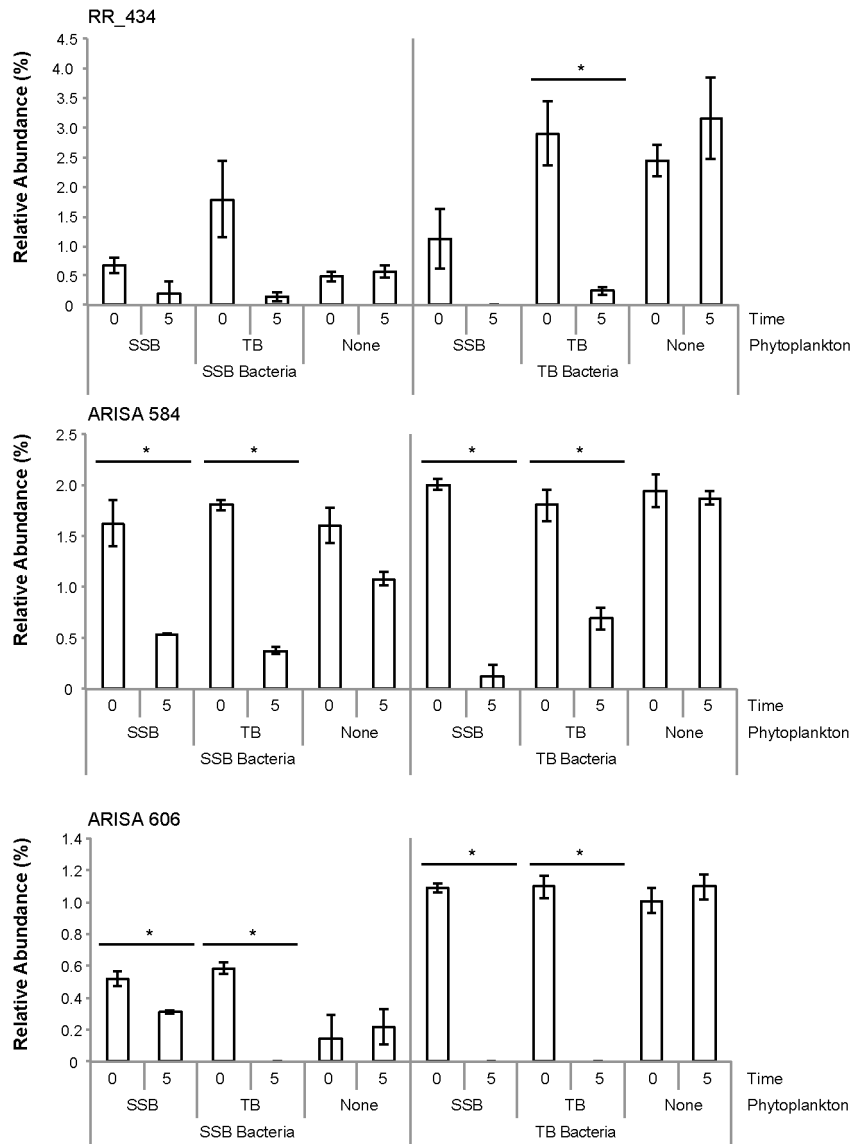 RR_434
Relative Abundance (%)
4.5
4.0
3.5
3.0
2.5
2.0
1.5
1.0
0.5
0
*
0 5 0 5 0 5 0 5 0 5 0 5 Time
SSB TB None SSB TB None Phytoplankton
SSB Bacteria TB Bacteria
ARISA 584
Relative Abundance (%)
2.5
2.0
1.5
1.0
0.5
0
* * * *
0 5 0 5 0 5 0 5 0 5 0 5 Time
SSB TB None SSB TB None Phytoplankton
SSB Bacteria TB Bacteria
ARISA 606
Relative Abundance (%)
1.4
1.2
1.0
0.8
0.6
0.4
0.2
0
* *
* *
0 5 0 5 0 5 0 5 0 5 0 5 Time
SSB TB None SSB TB None Phytoplankton
SSB Bacteria TB Bacteria